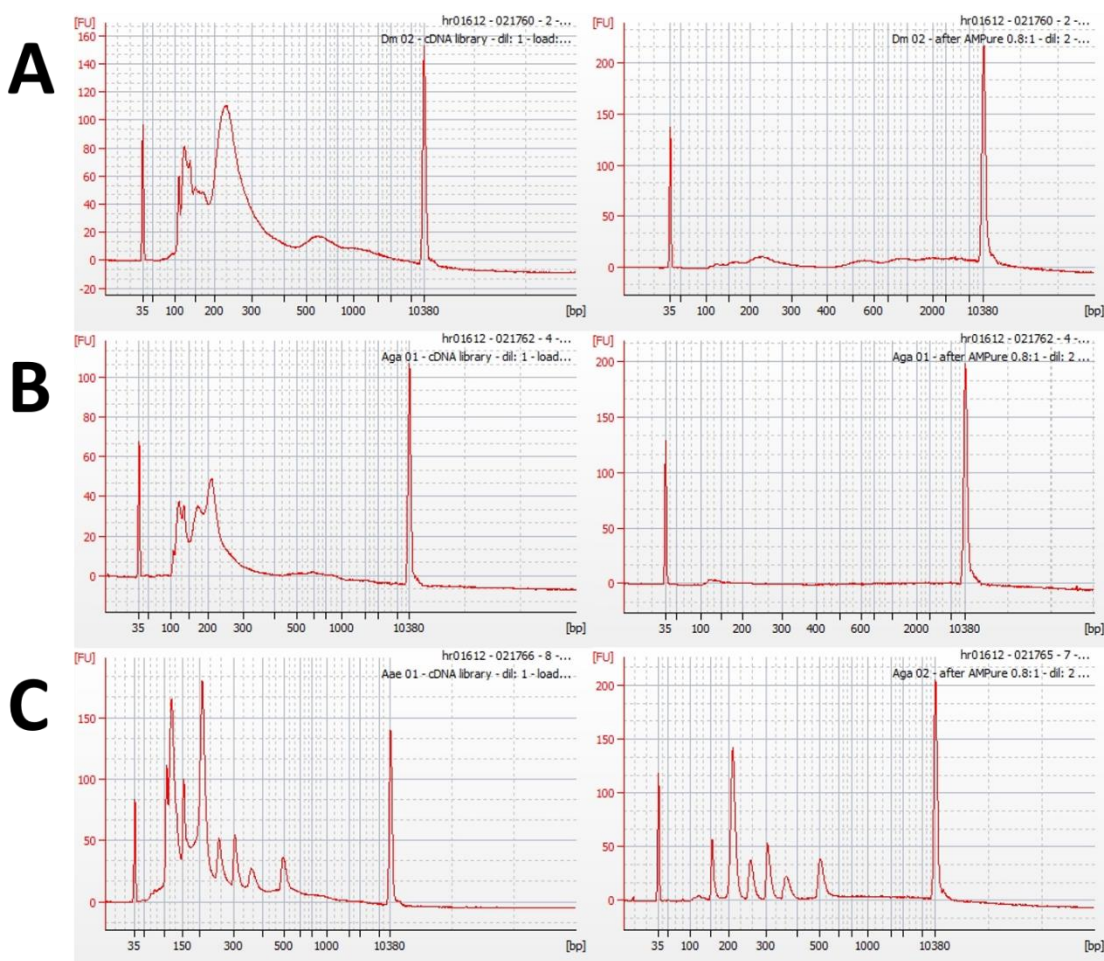 A
[FU]
hr01612 - 021760 - 2 -...
Dm 02 - cDNA library - dil: 1 - load:...
160
140
120
100
80
60
40
20
0
-20
35 100 200 300 500 1000 10380 [bp]
[FU]
hr01612 - 021760 - 2 -...
Dm 02 - after AMPure 0.8:1 - dil: 2 -...
200
150
100
50
0
35 100 200 300 400 600 2000 10380 [bp]
B
[FU]
hr01612 - 021762 - 4 -...
Aga 01 - cDNA library - dil: 1 - load...
100
80
60
40
20
0
35 100 200 300 500 1000 10380 [bp]
[FU]
hr01612 - 021762 - 4 -...
Aga 01 - after AMPure 0.8:1 - dil: 2 ...
200
150
100
50
0
35 100 200 300 400 600 2000 10380 [bp]
C
[FU]
hr01612 - 021766 - 8 -...
Aae 01 - cDNA library - dil: 1 - load...
150
100
50
0
35 150 300 500 1000 10380 [bp]
[FU]
hr01612 - 021765 - 7 -...
Aga 02 - after AMPure 0.8:1 - dil: 2 ...
200
150
100
50
0
35 100 200 300 500 1000 10380 [bp]